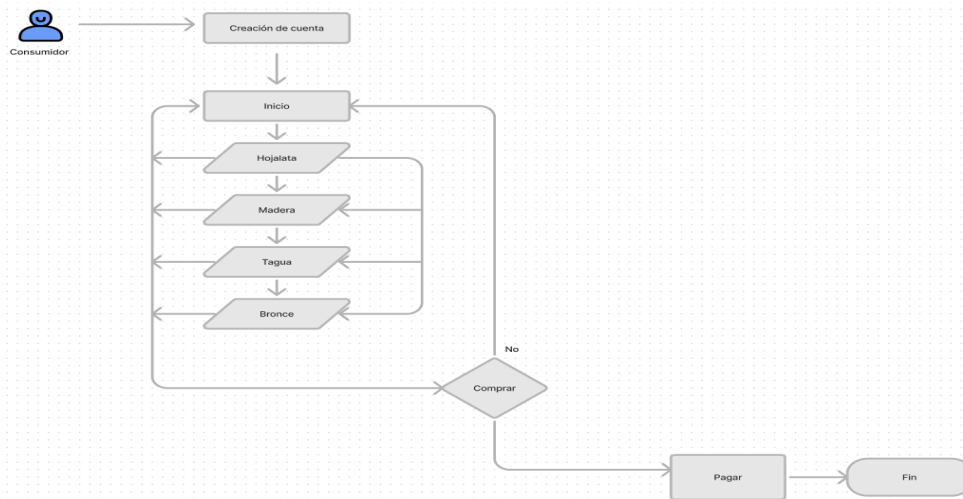 Consumidor
Creación de cuenta
Inicio
Hojalata
Madera
Tagua
Bronce
No
Comprar
Pagar
Fin